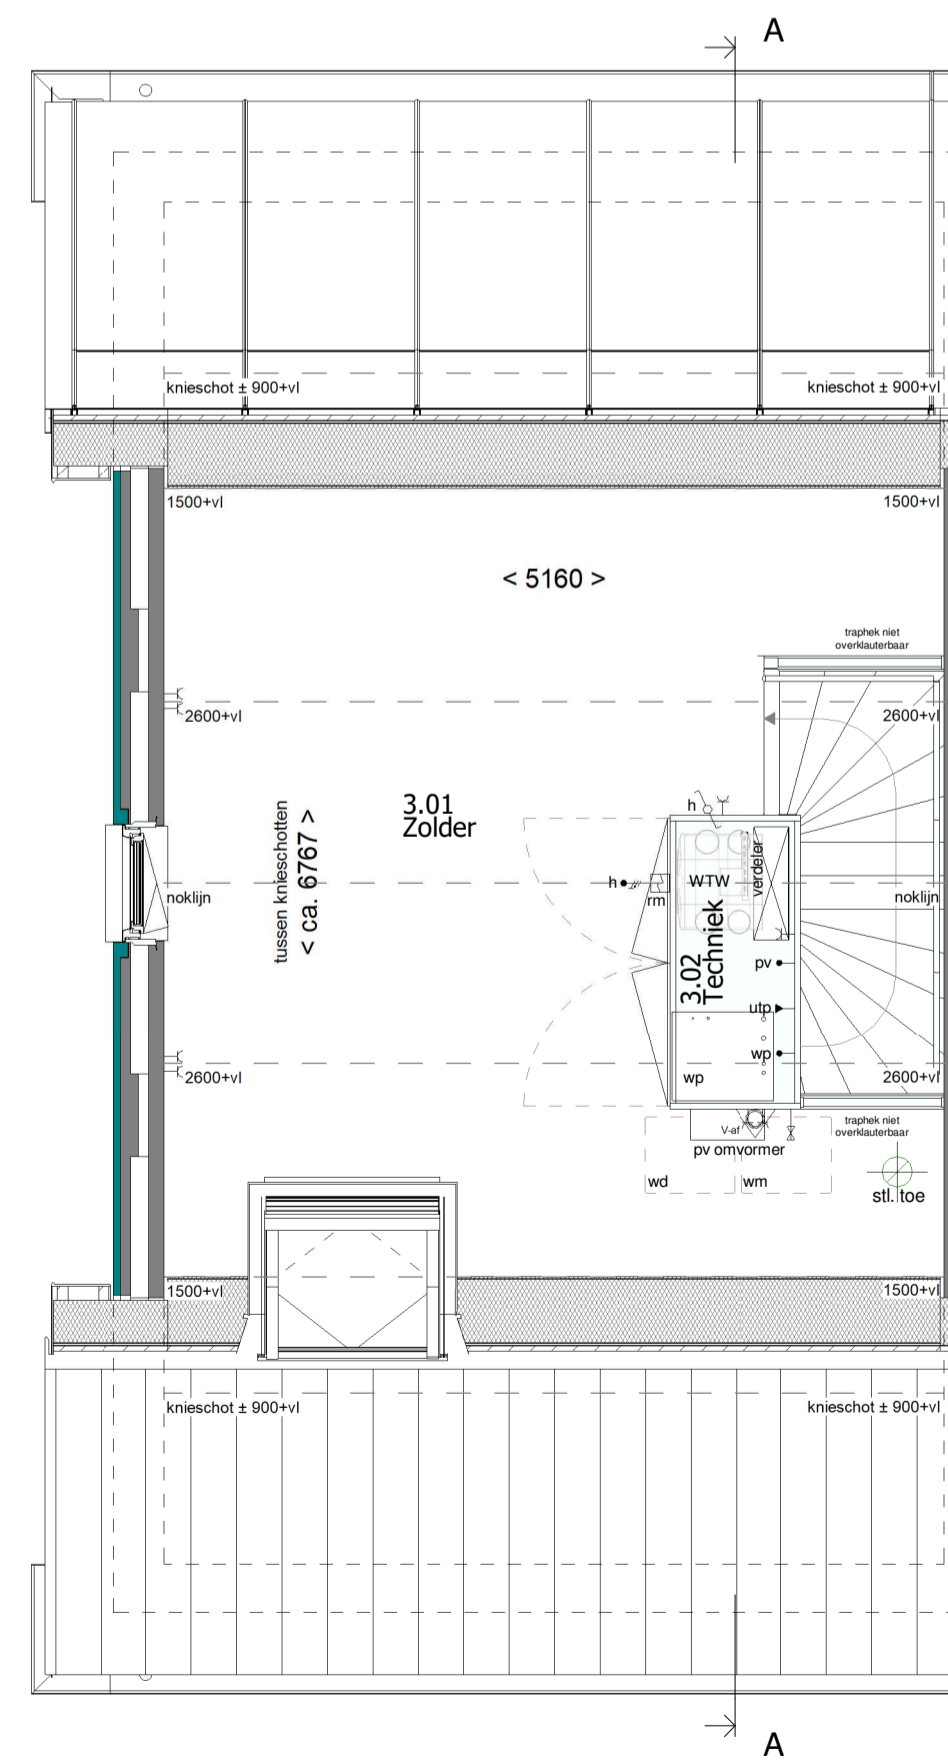 A
knieschot ± 900+vl
knieschot ± 900+vl
1500+vl
1500+vl
< 5160 >
traphek niet
overklauterbaar
2600+vl
2600+vl
tussen knieschotten
< ca. 6767 >
3.01
Zolder
h
h
rm
WTW
verdeler
noklijn
noklijn
3.02
Techniek
pv
utp
wp
wp
2600+vl
2600+vl
V-af
pv omvormer
traphek niet
overklauterbaar
wd
wm
stl. toe
1500+vl
1500+vl
knieschot ± 900+vl
knieschot ± 900+vl
A